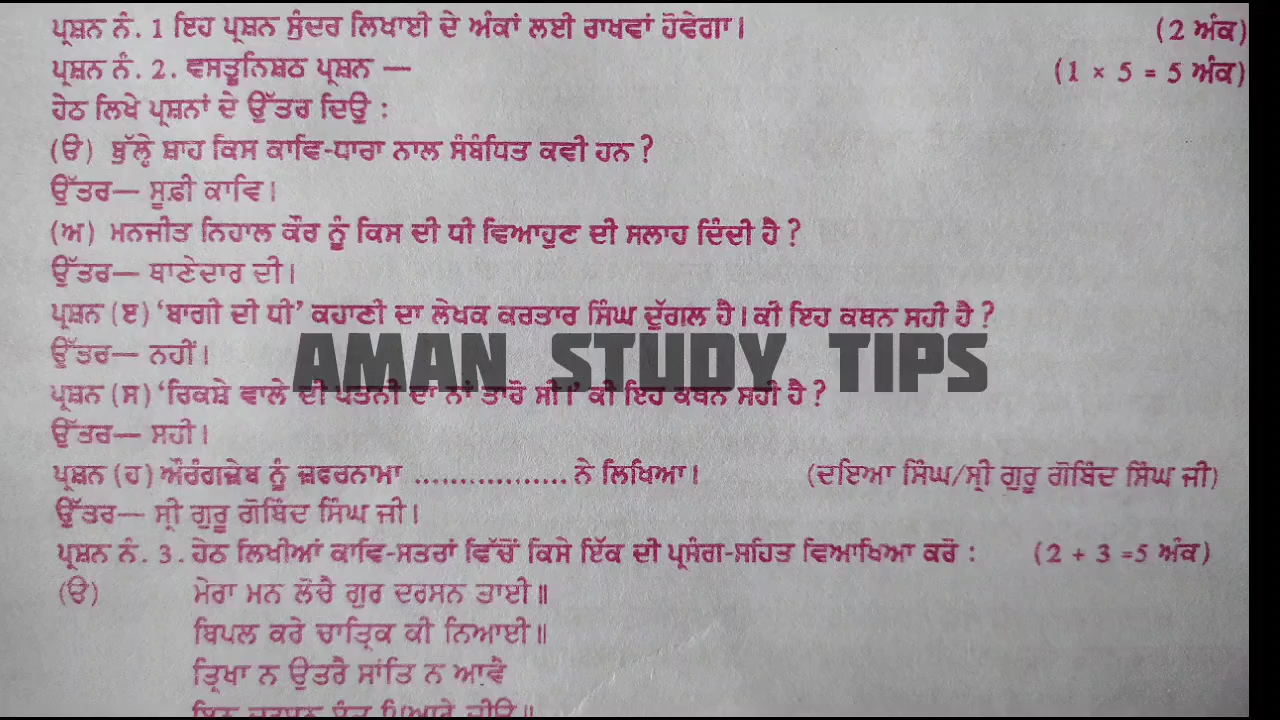 ਪ੍ਰਸ਼ਨ ਨੰ. 1 ਇਹ ਪ੍ਰਸ਼ਨ ਸੁੰਦਰ ਲਿਖਾਈ ਦੇ ਅੰਕਾਂ ਲਈ ਰਾਖਵਾਂ ਹੋਵੇਗਾ। (2 ਅੰਕ)
ਪ੍ਰਸ਼ਨ ਨੰ. 2. ਵਸਤੂਨਿਸ਼ਠ ਪ੍ਰਸ਼ਨ — (1 × 5 = 5 ਅੰਕ)
ਹੇਠ ਲਿਖੇ ਪ੍ਰਸ਼ਨਾਂ ਦੇ ਉੱਤਰ ਦਿਉ :
(ੳ) ਬੁੱਲ੍ਹੇ ਸ਼ਾਹ ਕਿਸ ਕਾਵਿ-ਧਾਰਾ ਨਾਲ ਸੰਬੰਧਿਤ ਕਵੀ ਹਨ ?
ਉੱਤਰ— ਸੂਫ਼ੀ ਕਾਵਿ।
(ਅ) ਮਨਜੀਤ ਨਿਹਾਲ ਕੌਰ ਨੂੰ ਕਿਸ ਦੀ ਧੀ ਵਿਆਹੁਣ ਦੀ ਸਲਾਹ ਦਿੰਦੀ ਹੈ ?
ਉੱਤਰ— ਥਾਣੇਦਾਰ ਦੀ।
ਪ੍ਰਸ਼ਨ (ੲ) ‘ਬਾਗੀ ਦੀ ਧੀ’ ਕਹਾਣੀ ਦਾ ਲੇਖਕ ਕਰਤਾਰ ਸਿੰਘ ਦੁੱਗਲ ਹੈ। ਕੀ ਇਹ ਕਥਨ ਸਹੀ ਹੈ ?
ਉੱਤਰ— ਨਹੀਂ।
AMAN STUDY TIPS
ਪ੍ਰਸ਼ਨ (ਸ) ‘ਰਿਕਸ਼ੇ ਵਾਲੇ ਦੀ ਪਤਨੀ ਦਾ ਨਾਂ ਤਾਰੋ ਸੀ।’ ਕੀ ਇਹ ਕਥਨ ਸਹੀ ਹੈ ?
ਉੱਤਰ— ਸਹੀ।
ਪ੍ਰਸ਼ਨ (ਹ) ਔਰੰਗਜ਼ੇਬ ਨੂੰ ਜ਼ਫਰਨਾਮਾ ................. ਨੇ ਲਿਖਿਆ। (ਦਇਆ ਸਿੰਘ/ਸ੍ਰੀ ਗੁਰੂ ਗੋਬਿੰਦ ਸਿੰਘ ਜੀ)
ਉੱਤਰ— ਸ੍ਰੀ ਗੁਰੂ ਗੋਬਿੰਦ ਸਿੰਘ ਜੀ।
ਪ੍ਰਸ਼ਨ ਨੰ. 3. ਹੇਠ ਲਿਖੀਆਂ ਕਾਵਿ-ਸਤਰਾਂ ਵਿੱਚੋਂ ਕਿਸੇ ਇੱਕ ਦੀ ਪ੍ਰਸੰਗ-ਸਹਿਤ ਵਿਆਖਿਆ ਕਰੋ : (2 + 3 =5 ਅੰਕ)
(ੳ) ਮੇਰਾ ਮਨ ਲੋਚੈ ਗੁਰ ਦਰਸਨ ਤਾਈ॥
ਬਿਪਲ ਕਰੇ ਚਾਤ੍ਰਿਕ ਕੀ ਨਿਆਈ॥
ਤ੍ਰਿਖਾ ਨ ਉਤਰੈ ਸਾਂਤਿ ਨ ਆਵੈ